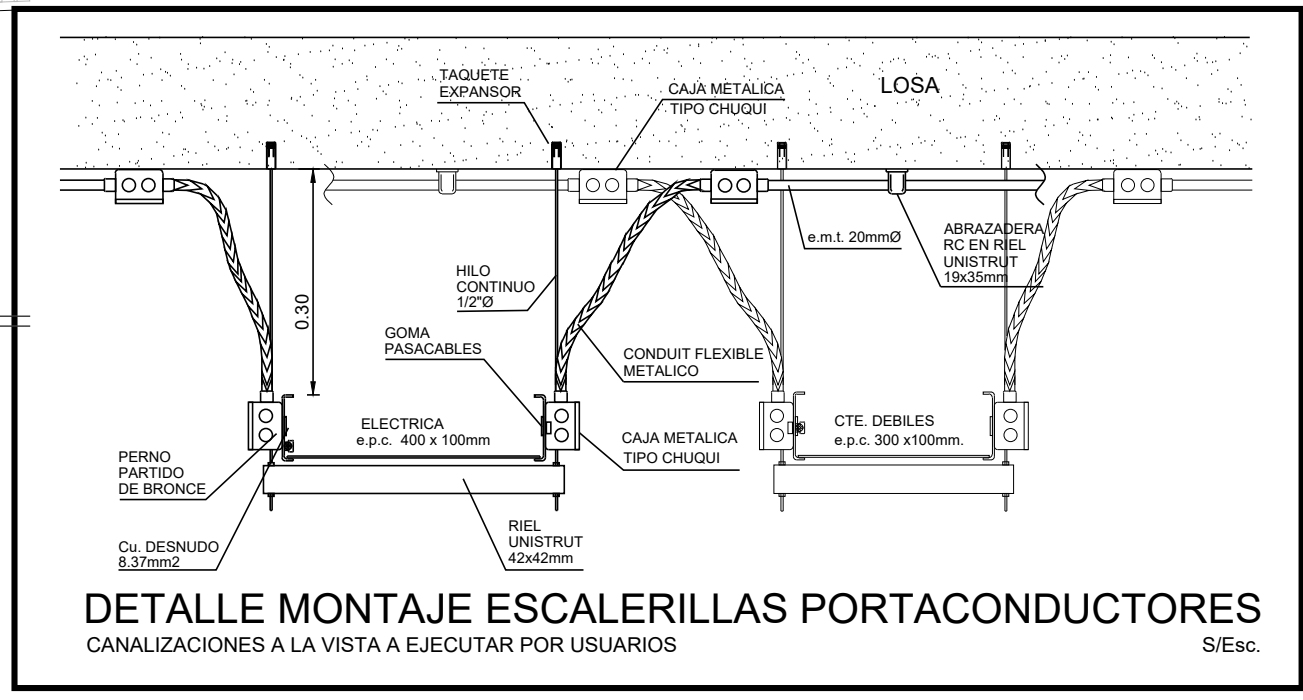 TAQUETE
EXPANSOR
CAJA METALICA
TIPO CHUQUI
LOSA
e.m.t. 20mmØ
ABRAZADERA
RC EN RIEL
UNISTRUT
19x35mm
HILO
CONTINUO
1/2"Ø
0.30
GOMA
PASACABLES
CONDUIT FLEXIBLE
METALICO
ELECTRICA
e.p.c. 400 x 100mm
CTE. DEBILES
e.p.c. 300 x100mm.
CAJA METALICA
TIPO CHUQUI
PERNO
PARTIDO
DE BRONCE
Cu. DESNUDO
8.37mm2
RIEL
UNISTRUT
42x42mm
DETALLE MONTAJE ESCALERILLAS PORTACONDUCTORES
CANALIZACIONES A LA VISTA A EJECUTAR POR USUARIOS
S/Esc.